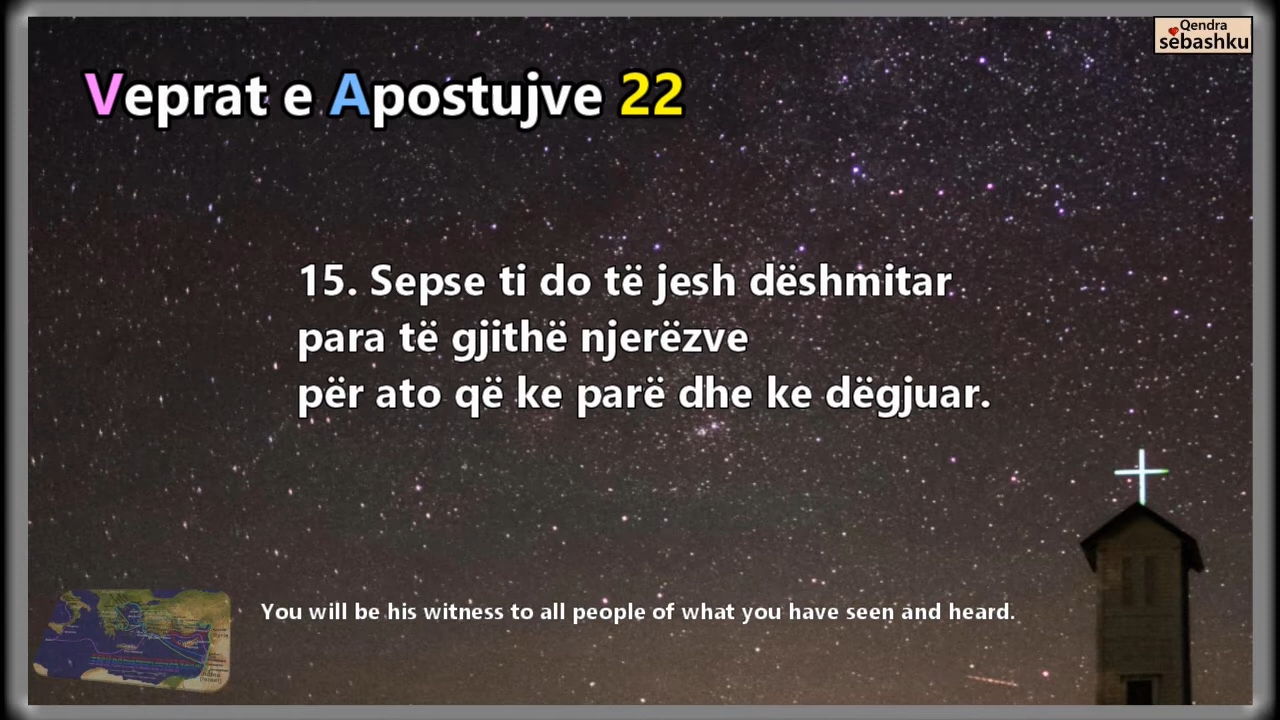 Qendra
sebashku
Veprat e Apostujve 22
15. Sepse ti do të jesh dëshmitar
para të gjithë njerëzve
për ato që ke parë dhe ke dëgjuar.
You will be his witness to all people of what you have seen and heard.